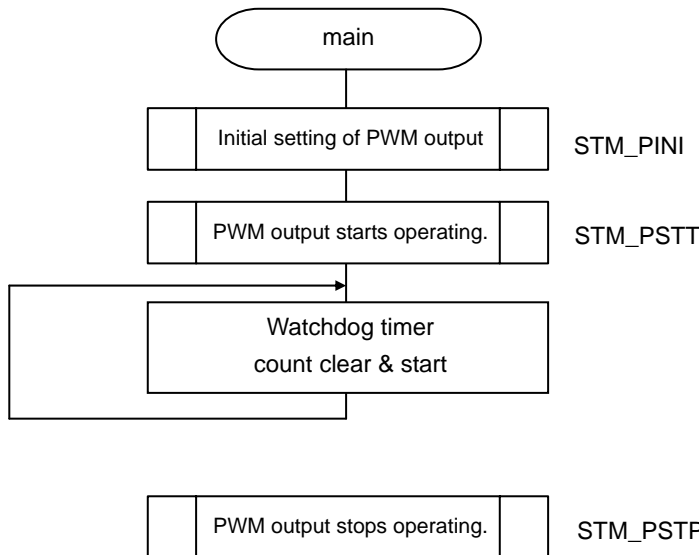 main
Initial setting of PWM output
STM_PINI
PWM output starts operating.
STM_PSTT
Watchdog timer
count clear & start
PWM output stops operating.
STM_PSTP